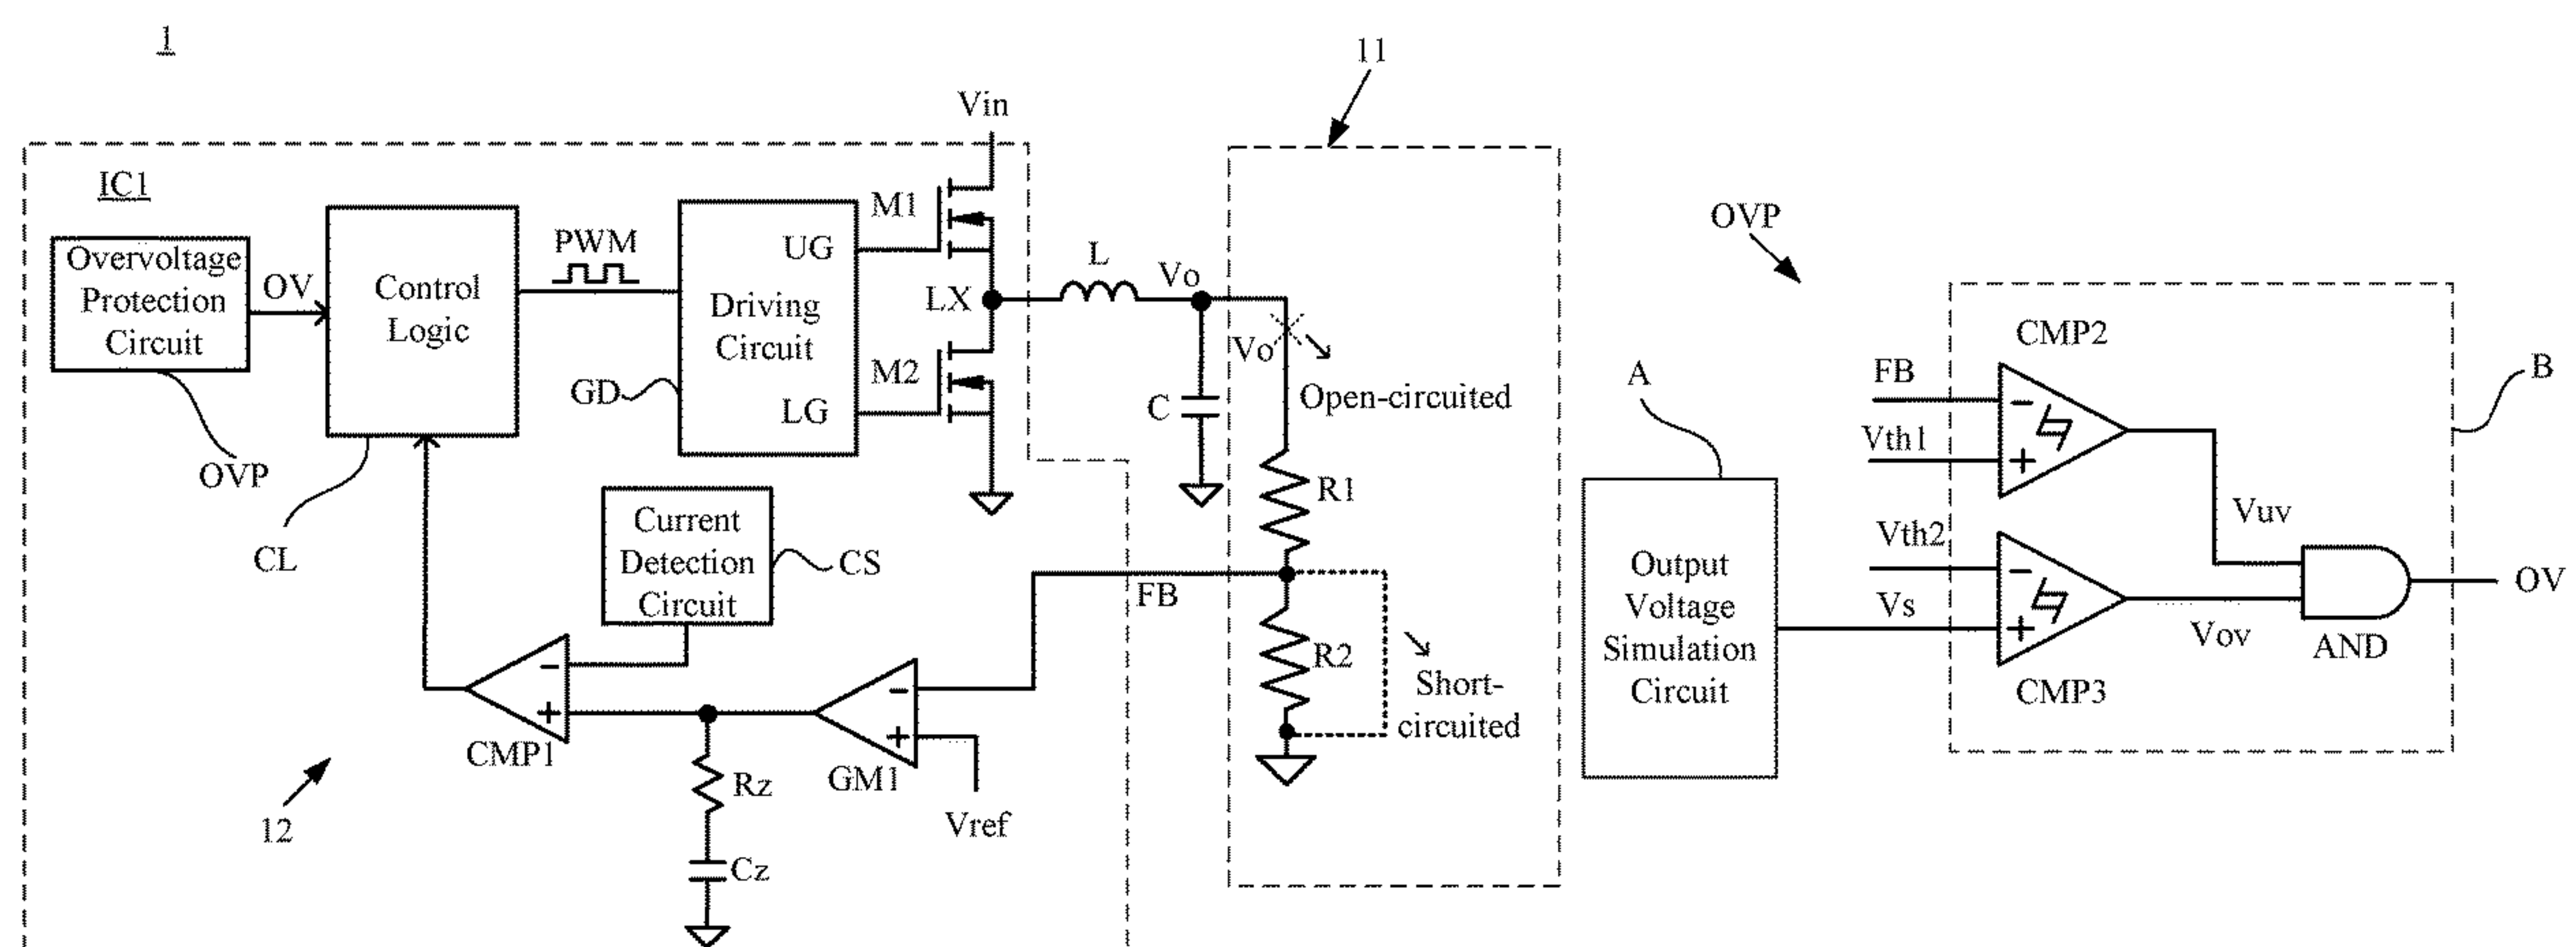 1
11
Vin
IC1
Overvoltage
Protection
Circuit
OV
Control
Logic
PWM
UG
Driving
Circuit
LG
M1
M2
LX
L
Vo
C
Vo
Open-circuited
OVP
CL
GD
Current
Detection
Circuit
CS
FB
R1
R2
Short-
circuited
CMP1
GM1
Rz
Cz
Vref
12
OVP
A
Output
Voltage
Simulation
Circuit
CMP2
FB
Vth1
Vth2
Vs
CMP3
Vuv
Vov
AND
OV
B
-
+
-
+
-
+
-
+